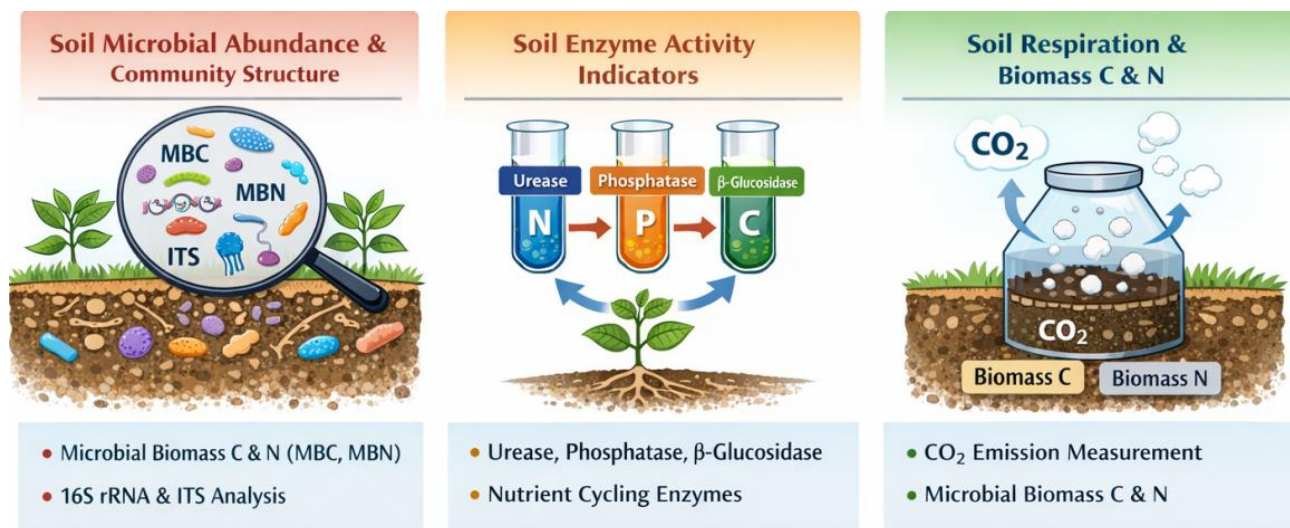 Soil Microbial Abundance &
Community Structure
MBC
MBN
ITS
• Microbial Biomass C & N (MBC, MBN)
• 16S rRNA & ITS Analysis
Soil Enzyme Activity
Indicators
Urease
Phosphatase
β-Glucosidase
N
P
C
• Urease, Phosphatase, β-Glucosidase
• Nutrient Cycling Enzymes
Soil Respiration &
Biomass C & N
CO₂
CO₂
Biomass C
Biomass N
• CO₂ Emission Measurement
• Microbial Biomass C & N